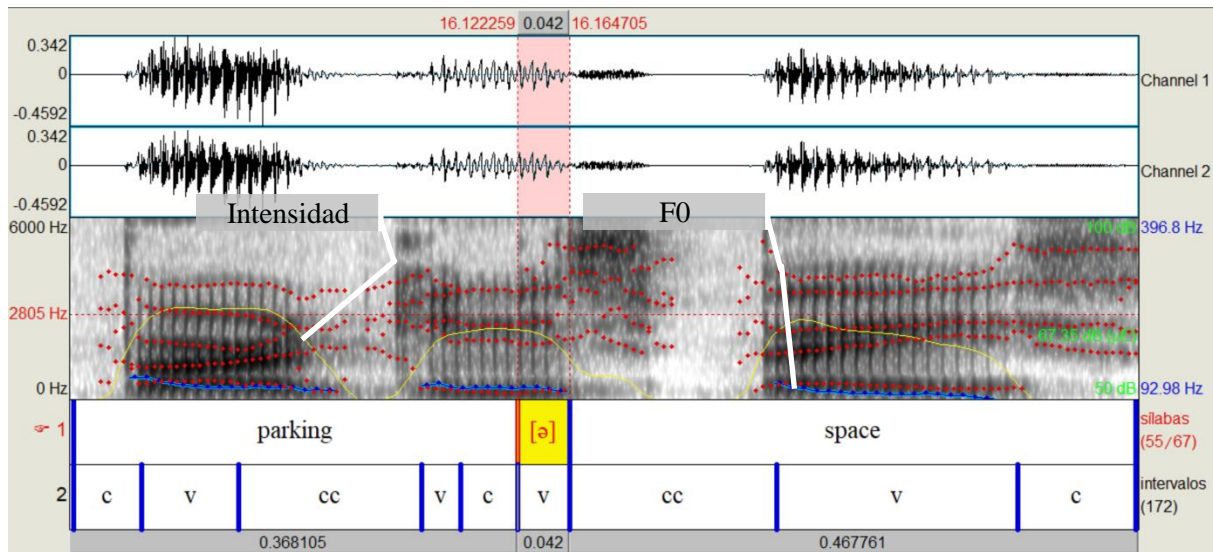 16.122259 0.042 16.164705
0.342
0
-0.4592
Channel 1
0.342
0
-0.4592
Channel 2
Intensidad F0
6000 Hz 100 dB 396.8 Hz
2805 Hz
0 Hz 50 dB 92.98 Hz
1 parking [ə] space sílabas
(55/67)
2 c v cc v c v cc v c intervalos
(172)
0.368105 0.042 0.467761